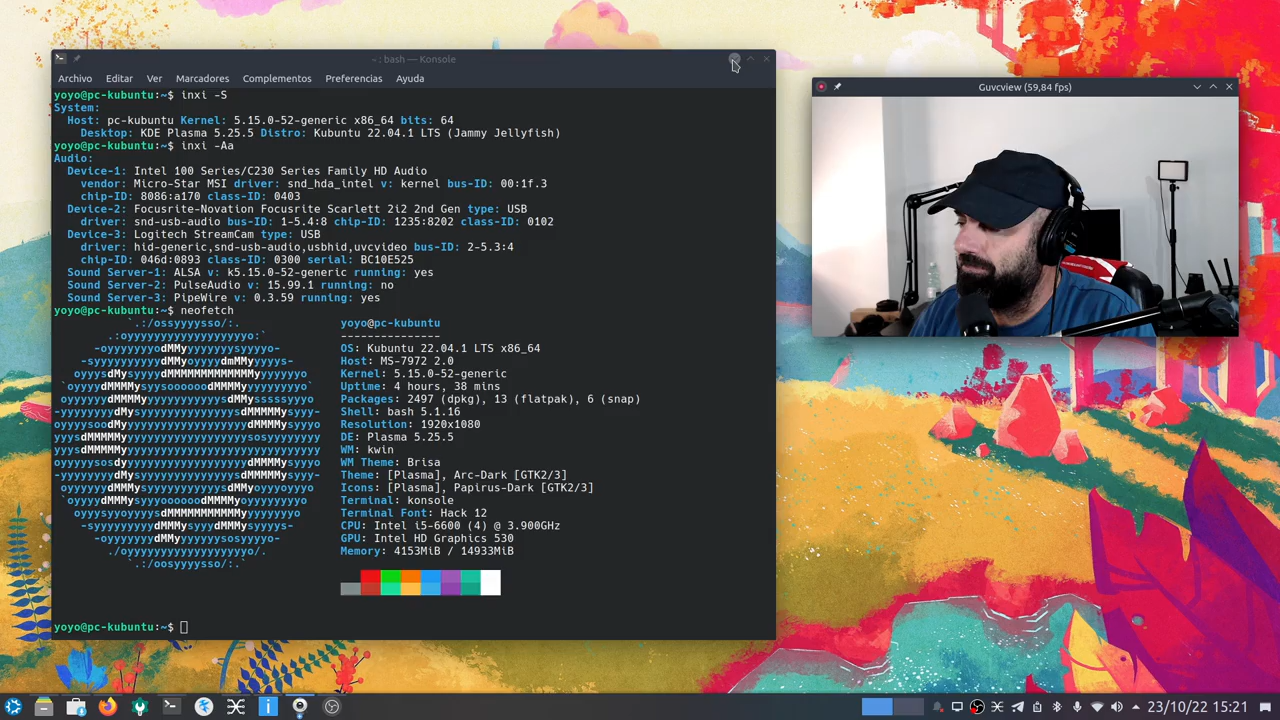 ~ : bash — Konsole
Archivo Editar Ver Marcadores Complementos Preferencias Ayuda
yoyo@pc-kubuntu:~$ inxi -S
System:
Host: pc-kubuntu Kernel: 5.15.0-52-generic x86_64 bits: 64
Desktop: KDE Plasma 5.25.5 Distro: Kubuntu 22.04.1 LTS (Jammy Jellyfish)
yoyo@pc-kubuntu:~$ inxi -Aa
Audio:
Device-1: Intel 100 Series/C230 Series Family HD Audio
vendor: Micro-Star MSI driver: snd_hda_intel v: kernel bus-ID: 00:1f.3
chip-ID: 8086:a170 class-ID: 0403
Device-2: Focusrite-Novation Focusrite Scarlett 2i2 2nd Gen type: USB
driver: snd-usb-audio bus-ID: 1-5.4:8 chip-ID: 1235:8202 class-ID: 0102
Device-3: Logitech StreamCam type: USB
driver: hid-generic,snd-usb-audio,usbhid,uvcvideo bus-ID: 2-5.3:4
chip-ID: 046d:0893 class-ID: 0300 serial: BC10E525
Sound Server-1: ALSA v: k5.15.0-52-generic running: yes
Sound Server-2: PulseAudio v: 15.99.1 running: no
Sound Server-3: PipeWire v: 0.3.59 running: yes
yoyo@pc-kubuntu:~$ neofetch
yoyo@pc-kubuntu
---------------
OS: Kubuntu 22.04.1 LTS x86_64
Host: MS-7972 2.0
Kernel: 5.15.0-52-generic
Uptime: 4 hours, 38 mins
Packages: 2497 (dpkg), 13 (flatpak), 6 (snap)
Shell: bash 5.1.16
Resolution: 1920x1080
DE: Plasma 5.25.5
WM: kwin
WM Theme: Brisa
Theme: [Plasma], Arc-Dark [GTK2/3]
Icons: [Plasma], Papirus-Dark [GTK2/3]
Terminal: konsole
Terminal Font: Hack 12
CPU: Intel i5-6600 (4) @ 3.900GHz
GPU: Intel HD Graphics 530
Memory: 4153MiB / 14933MiB
yoyo@pc-kubuntu:~$
Guvcview (59,84 fps)
23/10/22 15:21